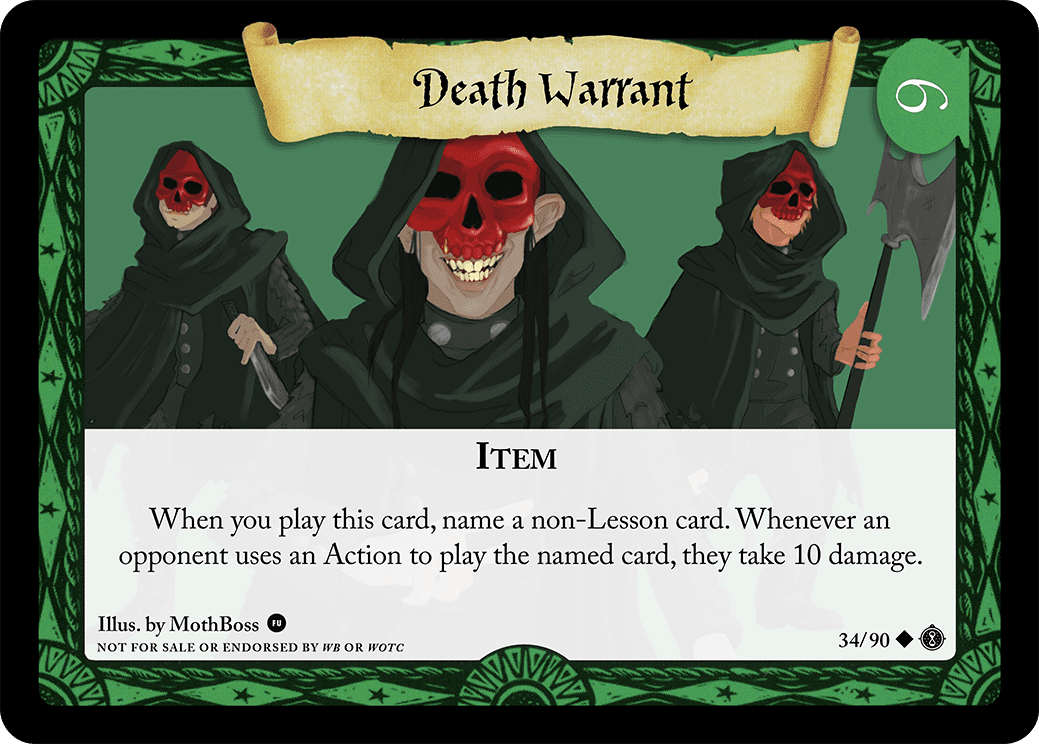 Death Warrant
6
Item
When you play this card, name a non-Lesson card. Whenever an
opponent uses an Action to play the named card, they take 10 damage.
Illus. by MothBoss FU
NOT FOR SALE OR ENDORSED BY WB OR WOTC
34/90